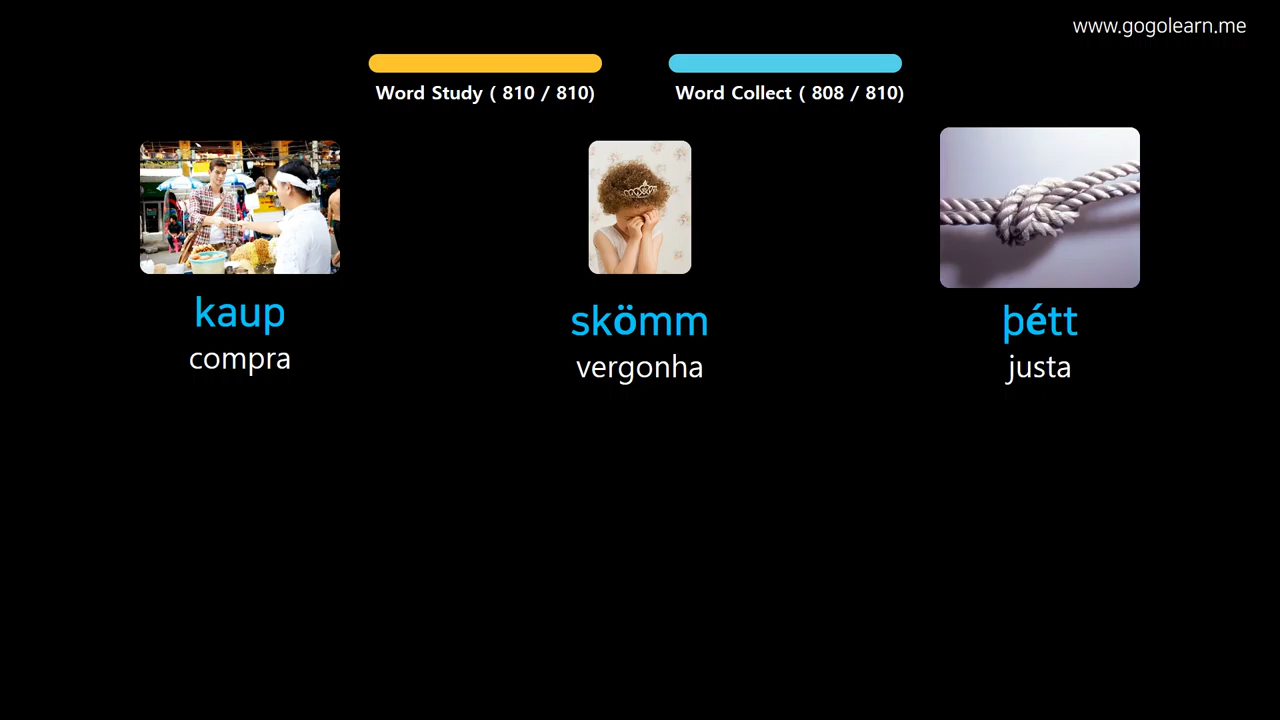 www.gogolearn.me
Word Study ( 810 / 810)
Word Collect ( 808 / 810)
kaup
compra
skömm
vergonha
þétt
justa